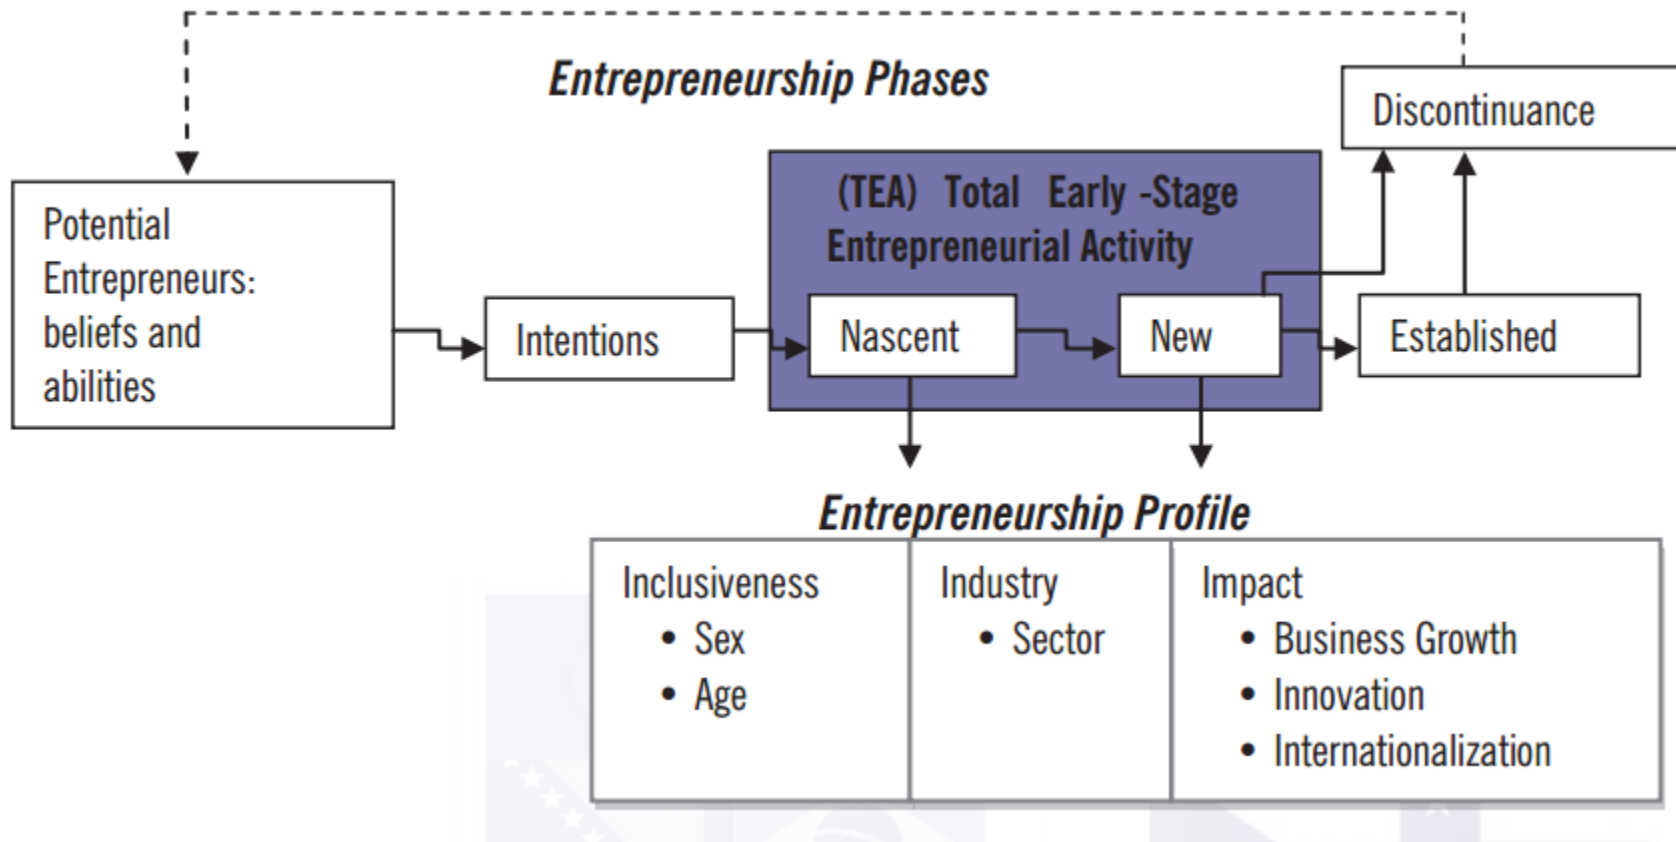 Entrepreneurship Phases
Discontinuance
(TEA) Total Early -Stage
Entrepreneurial Activity
Potential
Entrepreneurs:
beliefs and
abilities
Intentions
Nascent
New
Established
Entrepreneurship Profile
Inclusiveness
• Sex
• Age
Industry
• Sector
Impact
• Business Growth
• Innovation
• Internationalization